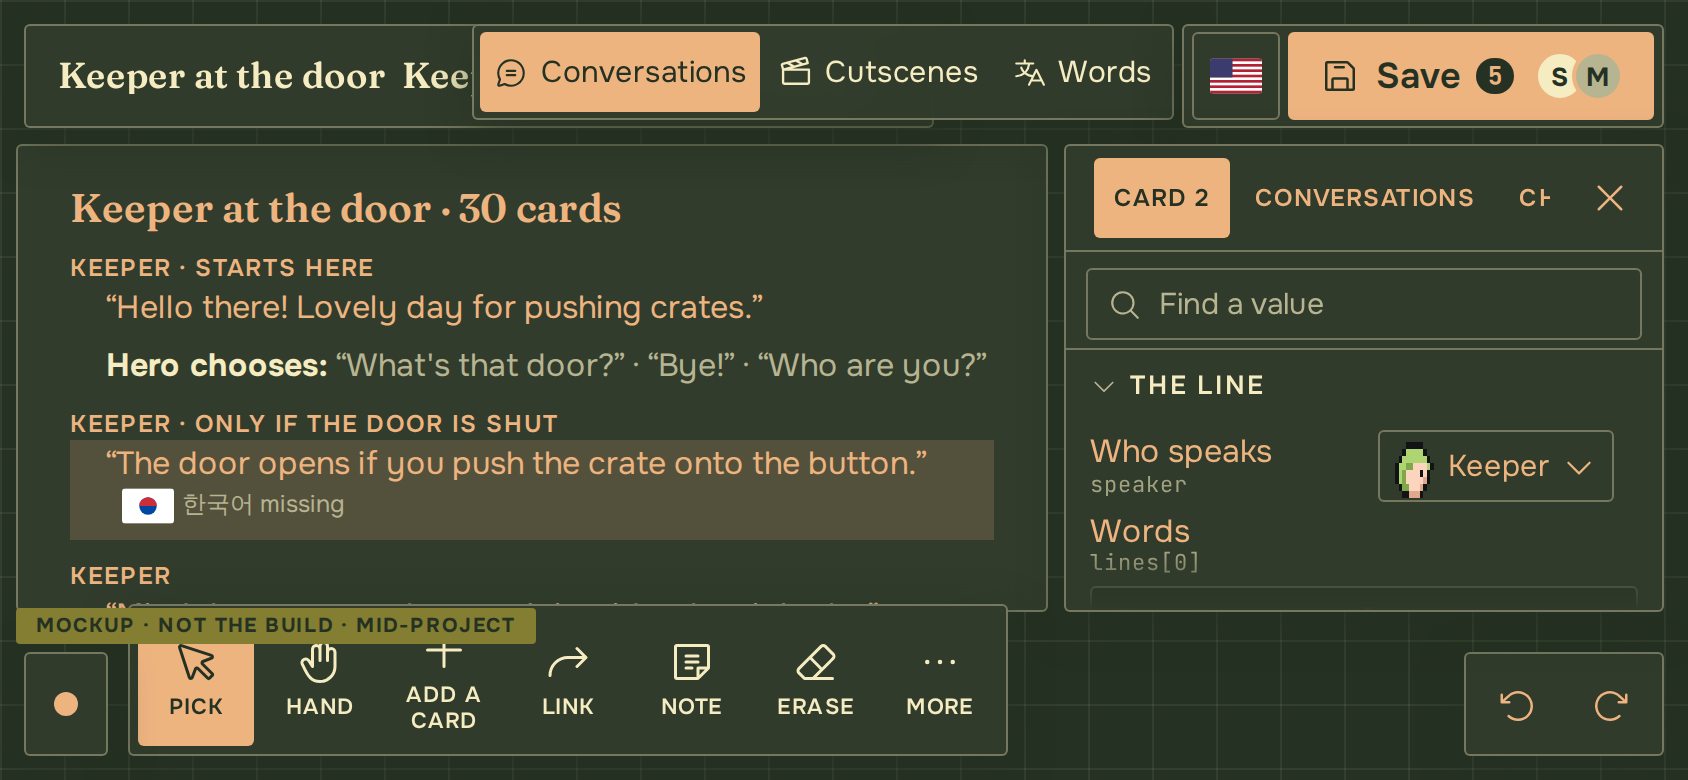 Keeper at the door Kee
Conversations
Cutscenes
Words
Save 5 S M
Keeper at the door · 30 cards
KEEPER · STARTS HERE
“Hello there! Lovely day for pushing crates.”
Hero chooses: “What's that door?” · “Bye!” · “Who are you?”
KEEPER · ONLY IF THE DOOR IS SHUT
“The door opens if you push the crate onto the button.”
한국어 missing
KEEPER
CARD 2
CONVERSATIONS
Find a value
THE LINE
Who speaks
speaker
Keeper
Words
lines[0]
MOCKUP · NOT THE BUILD · MID-PROJECT
PICK
HAND
ADD A
CARD
LINK
NOTE
ERASE
MORE